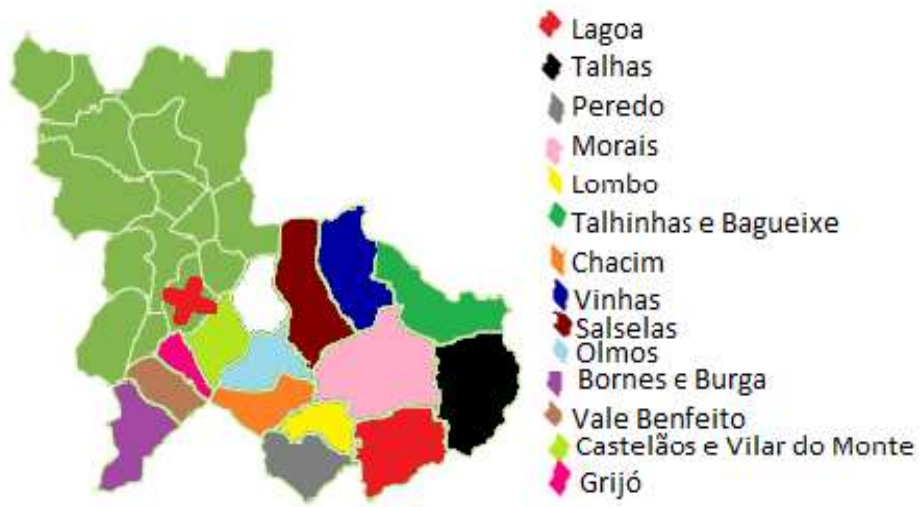 Lagoa
Talhas
Peredo
Morais
Lombo
Talhinhas e Bagueixe
Chacim
Vinhas
Salselas
Olmos
Bornes e Burga
Vale Benfeito
Castelãos e Vilar do Monte
Grijó